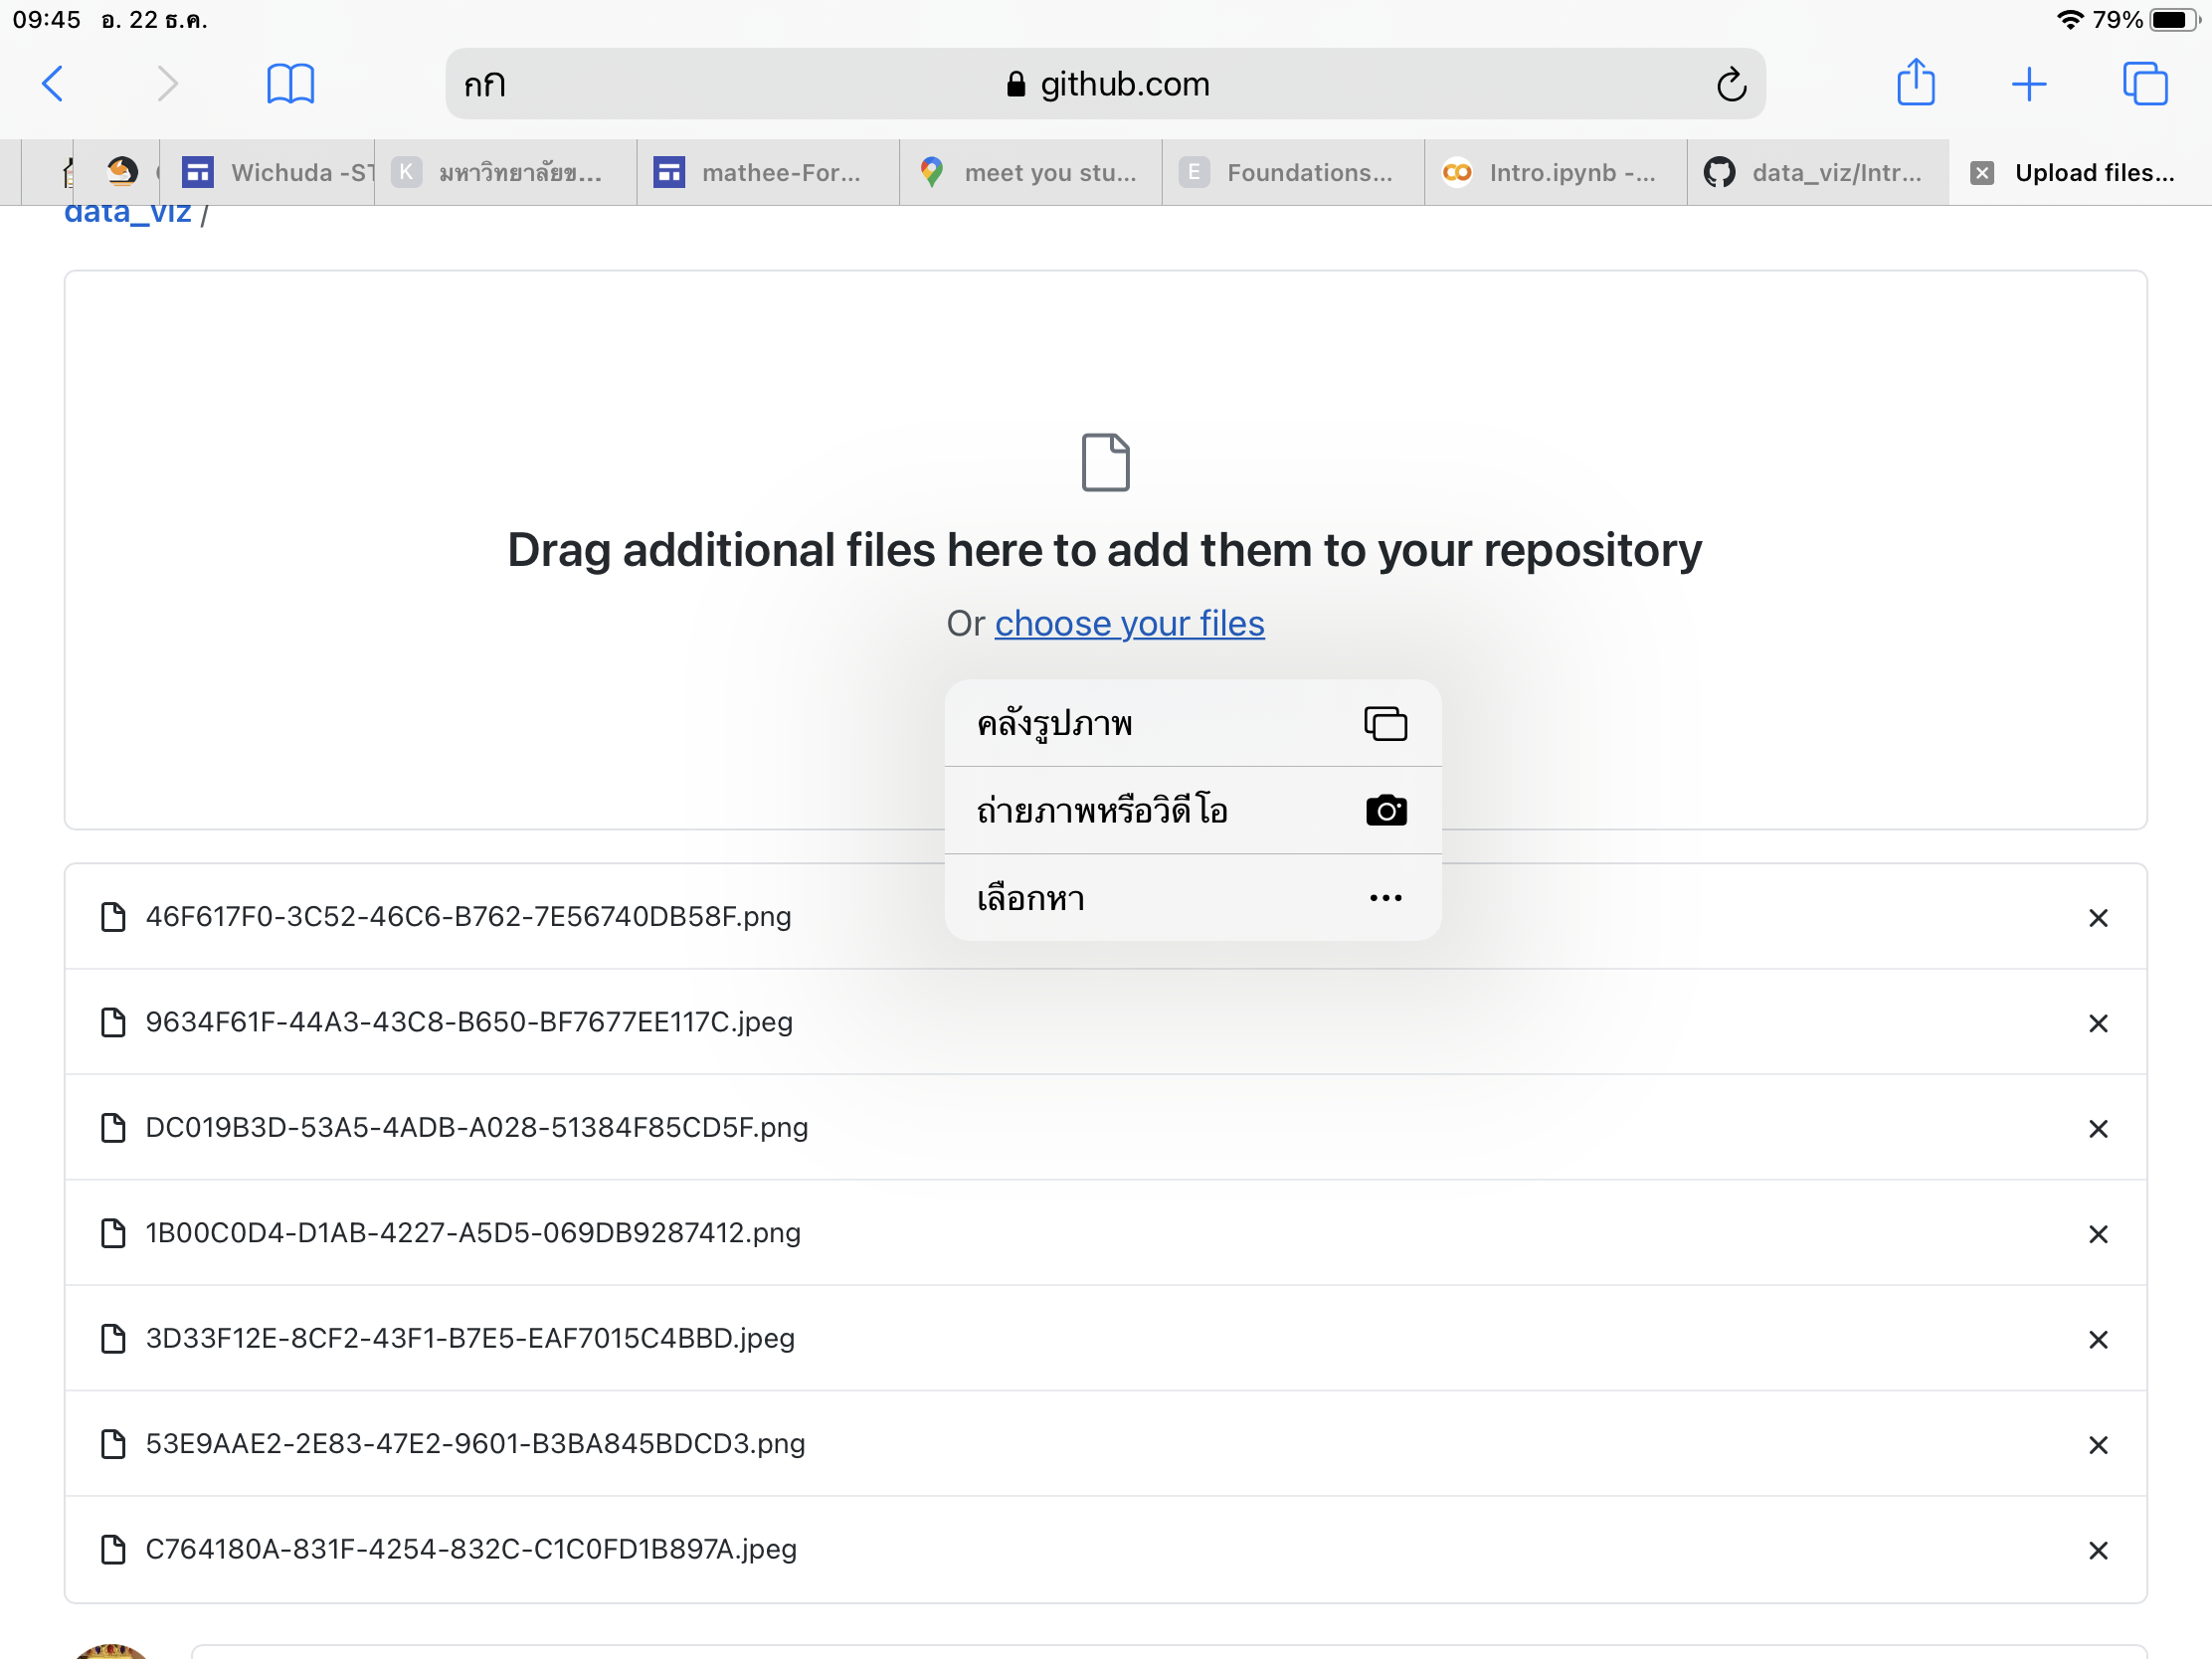 09:45 อ. 22 ธ.ค. 79%
กก github.com
Wichuda -ST K มหาวิทยาลัยข... mathee-For... meet you stu... E Foundations... Intro.ipynb -... data_viz/Intr... Upload files...
data_viz /
Drag additional files here to add them to your repository
Or choose your files
คลังรูปภาพ
ถ่ายภาพหรือวิดีโอ
เลือกหา
46F617F0-3C52-46C6-B762-7E56740DB58F.png
9634F61F-44A3-43C8-B650-BF7677EE117C.jpeg
DC019B3D-53A5-4ADB-A028-51384F85CD5F.png
1B00C0D4-D1AB-4227-A5D5-069DB9287412.png
3D33F12E-8CF2-43F1-B7E5-EAF7015C4BBD.jpeg
53E9AAE2-2E83-47E2-9601-B3BA845BDCD3.png
C764180A-831F-4254-832C-C1C0FD1B897A.jpeg